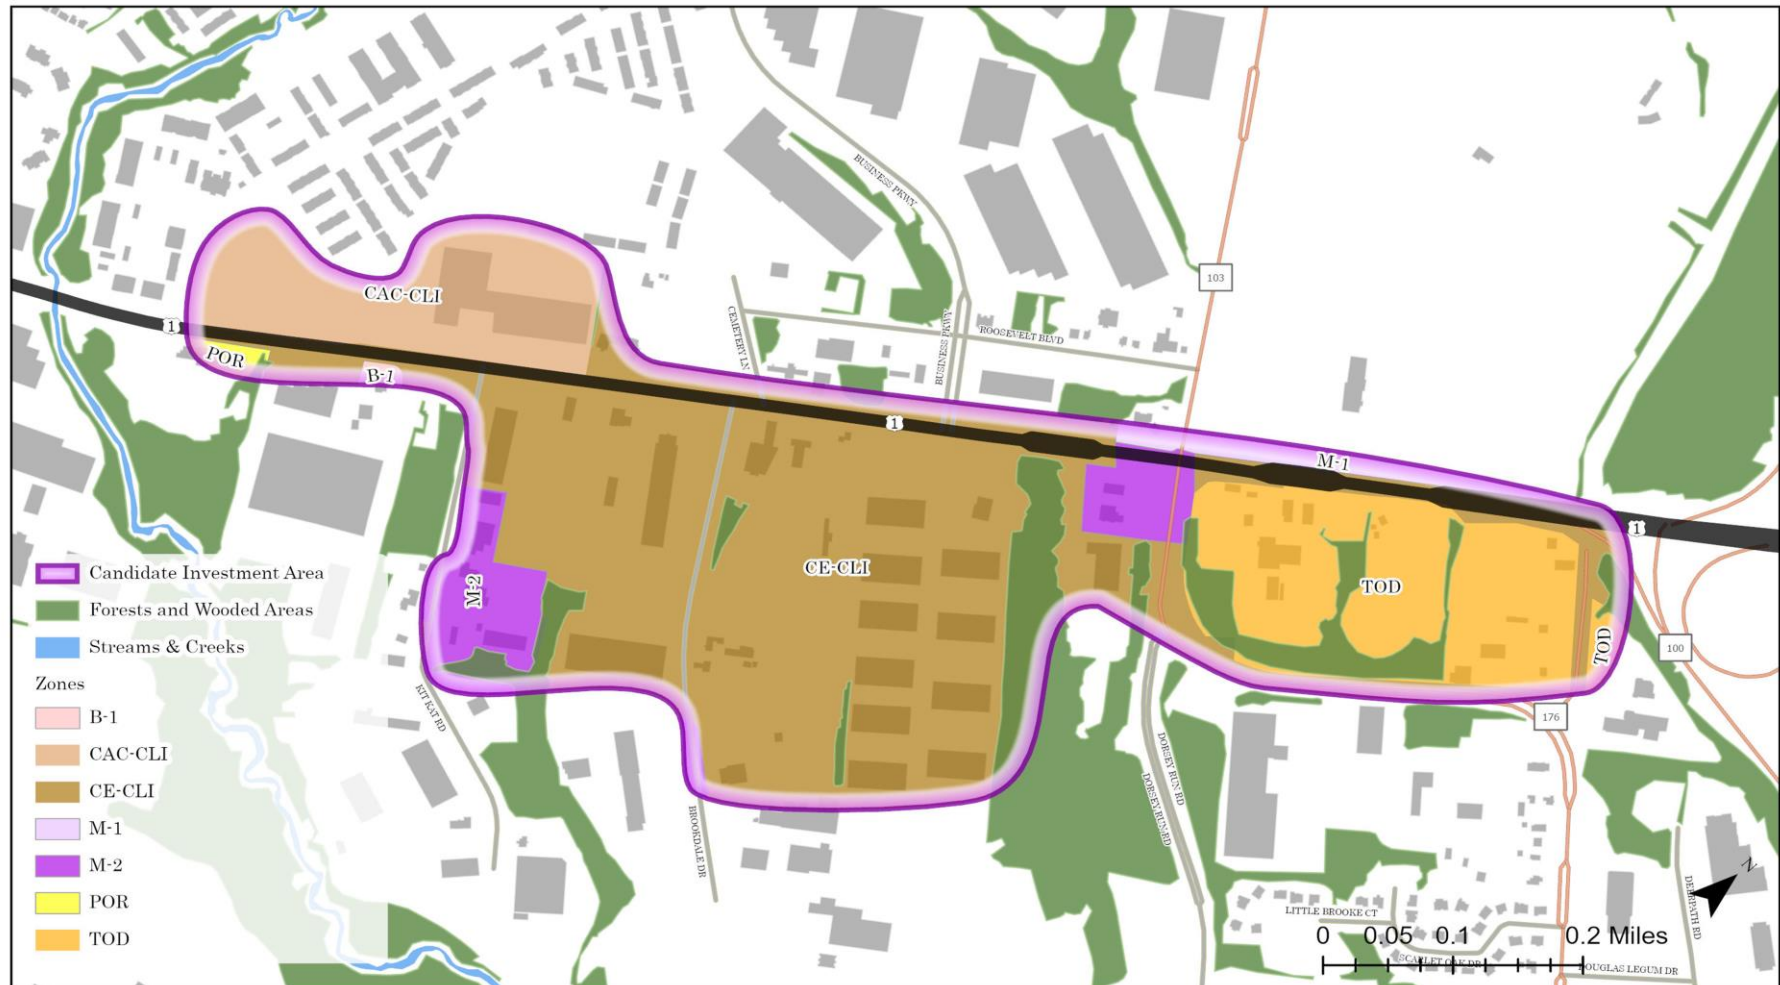 BUSINESS PKWY
103
CAC-CLI
1
POR
B-1
CEMETERY LN
BUSINESS PKWY
ROOSEVELT BLVD
1
M-1
1
CE-CLI
TOD
M-2
TOD
100
176
KIT KAT RD
BROOKDALE DR
DORSEY RUN RD
DORSEY RUN RD
LITTLE BROOKE CT
SCARLET OAK DR
DEERPATH RD
DOUGLAS LEGUM DR
N
0 0.05 0.1 0.2 Miles
Candidate Investment Area
Forests and Wooded Areas
Streams & Creeks
Zones
B-1
CAC-CLI
CE-CLI
M-1
M-2
POR
TOD